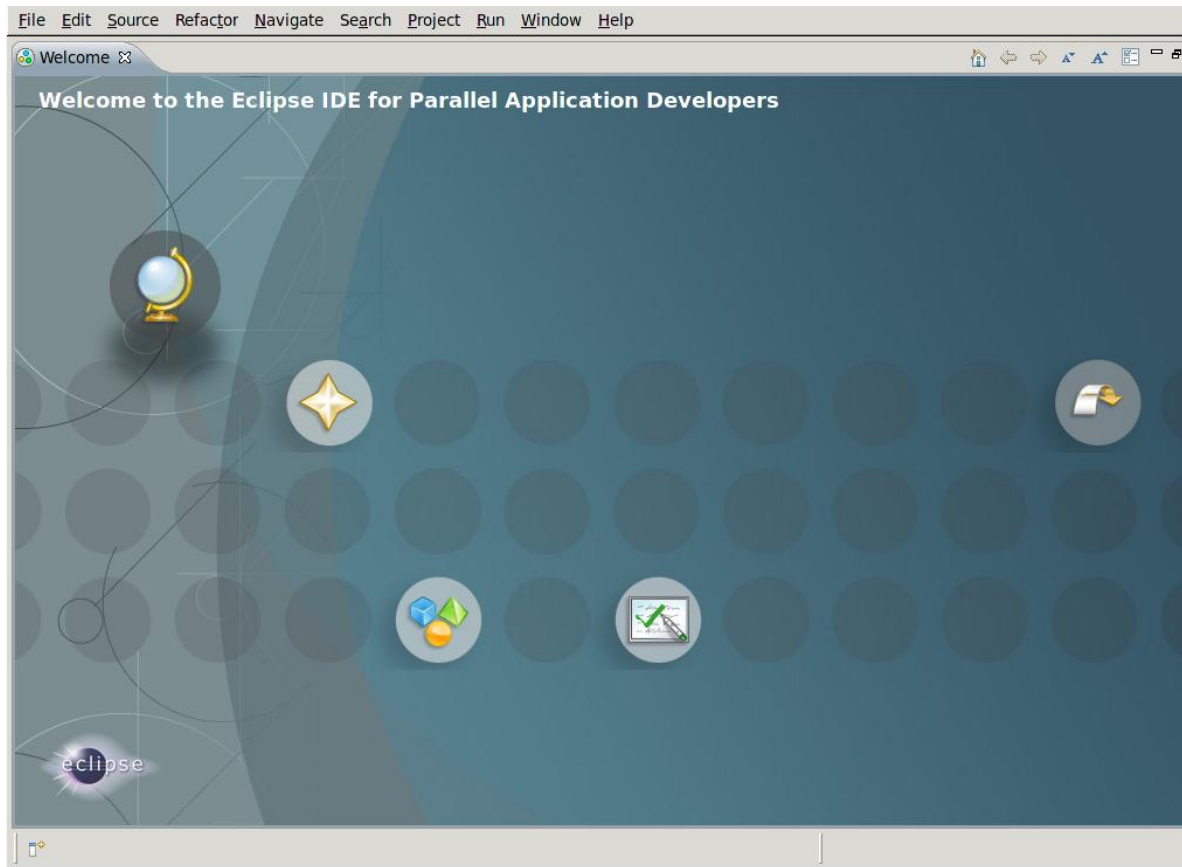 File Edit Source Refactor Navigate Search Project Run Window Help
Welcome
Welcome to the Eclipse IDE for Parallel Application Developers
eclipse